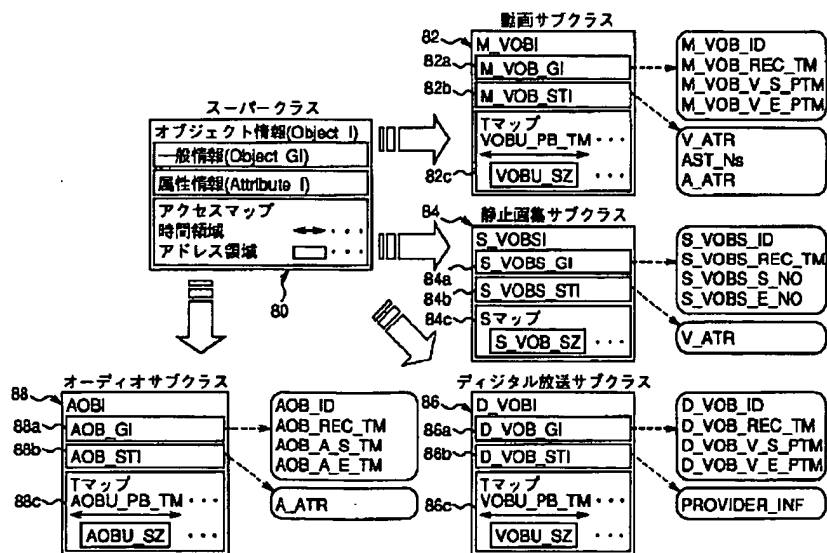 スーパークラス
オブジェクト情報(Object_I)
一般情報(Object_GI)
属性情報(Attribute_I)
アクセスマップ
時間領域 ・・・
アドレス領域 ・・・
80
動画サブクラス
82
M_VOBI
82a
M_VOB_GI
82b
M_VOB_STI
Tマップ
VOBU_PB_TM ・・・
82c
VOBU_SZ ・・・
M_VOB_ID
M_VOB_REC_TM
M_VOB_V_S_PTM
M_VOB_V_E_PTM
V_ATR
AST_Ns
A_ATR
静止画集サブクラス
84
S_VOBSI
84a
S_VOBS_GI
84b
S_VOBS_STI
84c
Sマップ
S_VOB_SZ ・・・
S_VOBS_ID
S_VOBS_REC_TM
S_VOBS_S_NO
S_VOBS_E_NO
V_ATR
オーディオサブクラス
88
AOBI
88a
AOB_GI
88b
AOB_STI
Tマップ
88c
AOBU_PB_TM ・・・
AOBU_SZ ・・・
AOB_ID
AOB_REC_TM
AOB_A_S_TM
AOB_A_E_TM
A_ATR
ディジタル放送サブクラス
86
D_VOBI
86a
D_VOB_GI
86b
D_VOB_STI
Tマップ
VOBU_PB_TM ・・・
86c
VOBU_SZ ・・・
D_VOB_ID
D_VOB_REC_TM
D_VOB_V_S_PTM
D_VOB_V_E_PTM
PROVIDER_INF